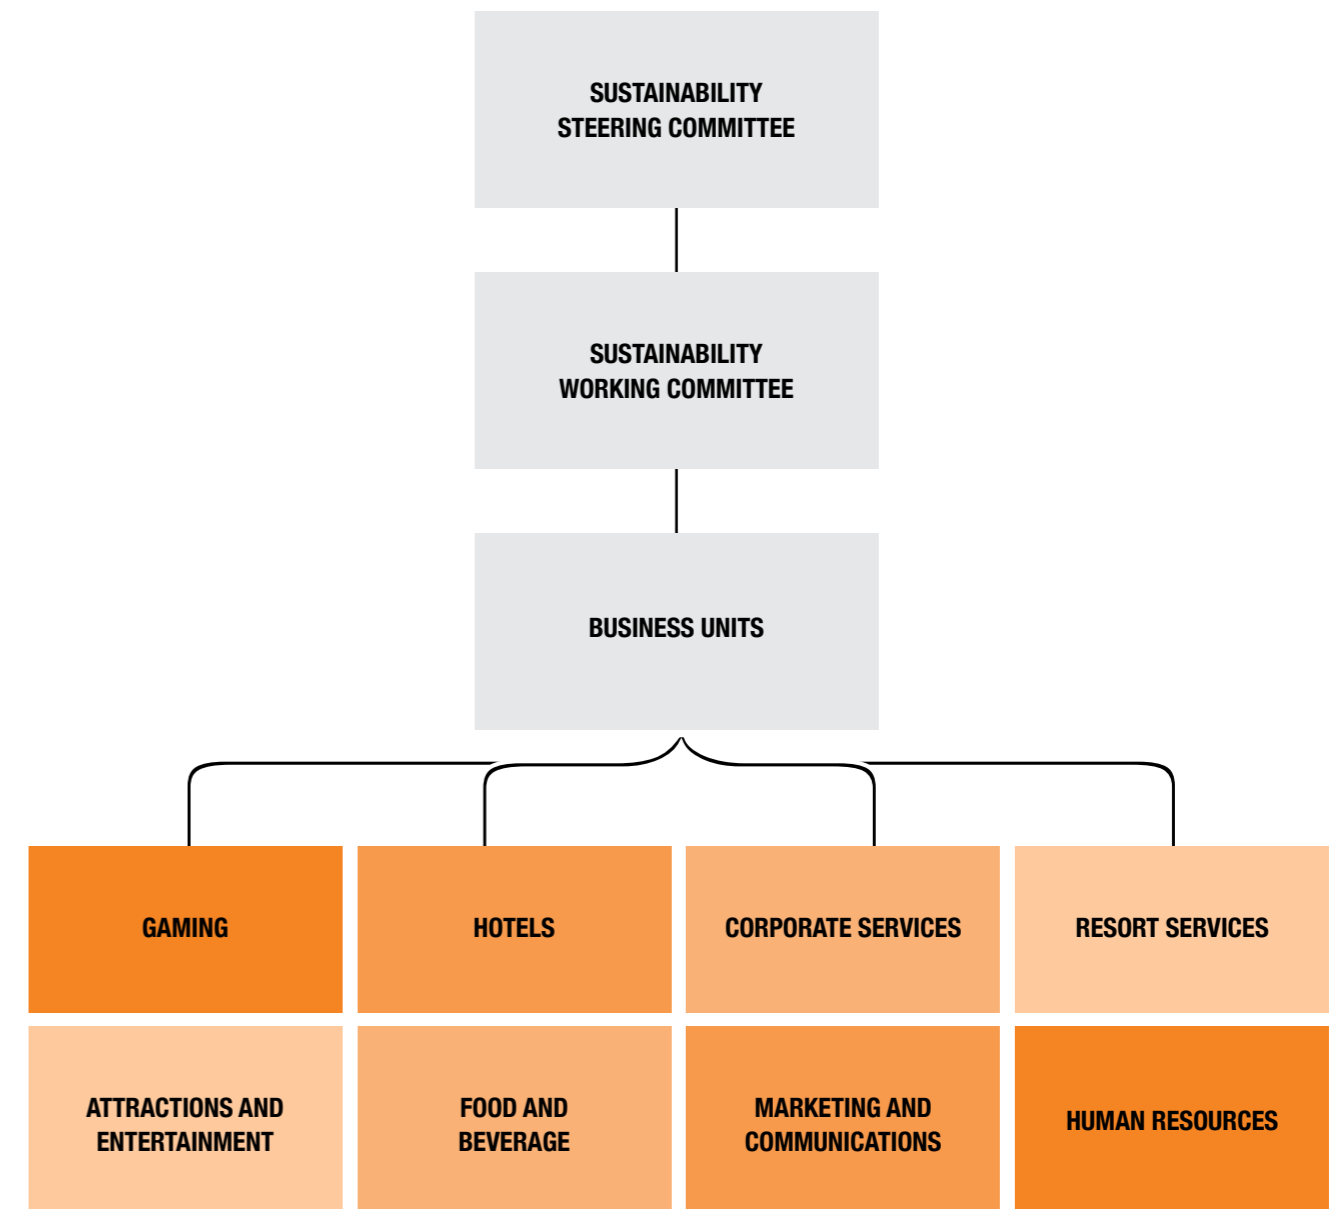 SUSTAINABILITY
STEERING COMMITTEE
SUSTAINABILITY
WORKING COMMITTEE
BUSINESS UNITS
GAMING
HOTELS
CORPORATE SERVICES
RESORT SERVICES
ATTRACTIONS AND
ENTERTAINMENT
FOOD AND
BEVERAGE
MARKETING AND
COMMUNICATIONS
HUMAN RESOURCES